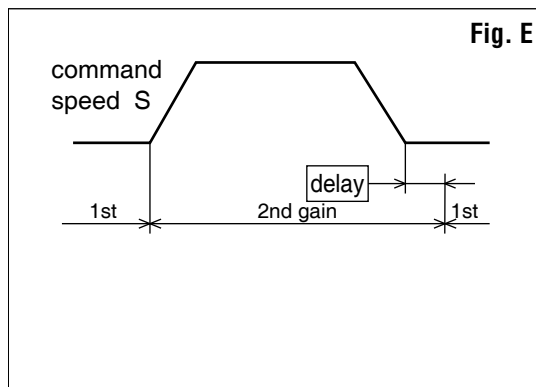 Fig. E
command
speed S
delay
1st
2nd gain
1st